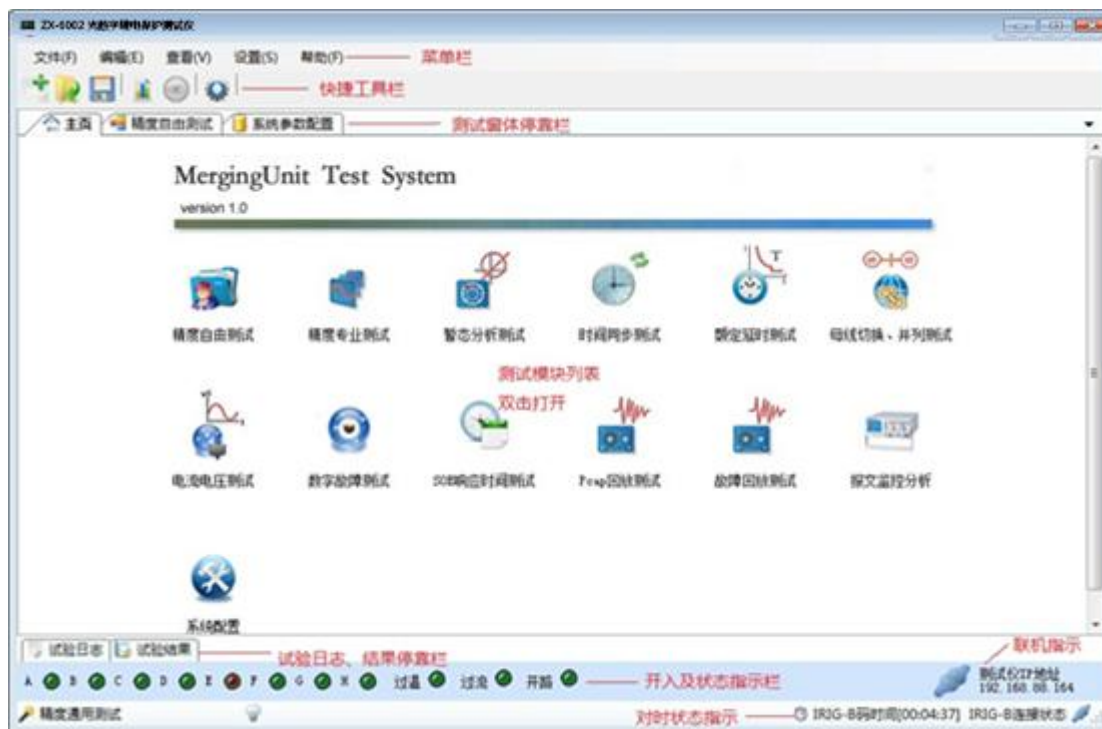 ZX-6002 光数字继电保护测试仪
文件(F) 编辑(E) 查看(V) 设置(S) 帮助(F) 菜单栏
快捷工具栏
主页 精度自由测试 系统参数配置 测试窗体停靠栏
MergingUnit Test System
version 1.0
精度自由测试 精度专业测试 暂态分析测试 时间同步测试 额定延时测试 母线切换、并列测试
测试模块列表
双击打开
电流电压测试 数字故障测试 SOE响应时间测试 Pcap回放测试 故障回放测试 报文监控分析
系统配置
试验日志 试验结果 试验日志、结果停靠栏 联机指示
A B C D E F G H 过温 过流 开路 开入及状态指示栏 测试仪IP地址
192.168.88.164
精度通用测试 对时状态指示 IRIG-B码时间[00:04:37] IRIG-B连接状态